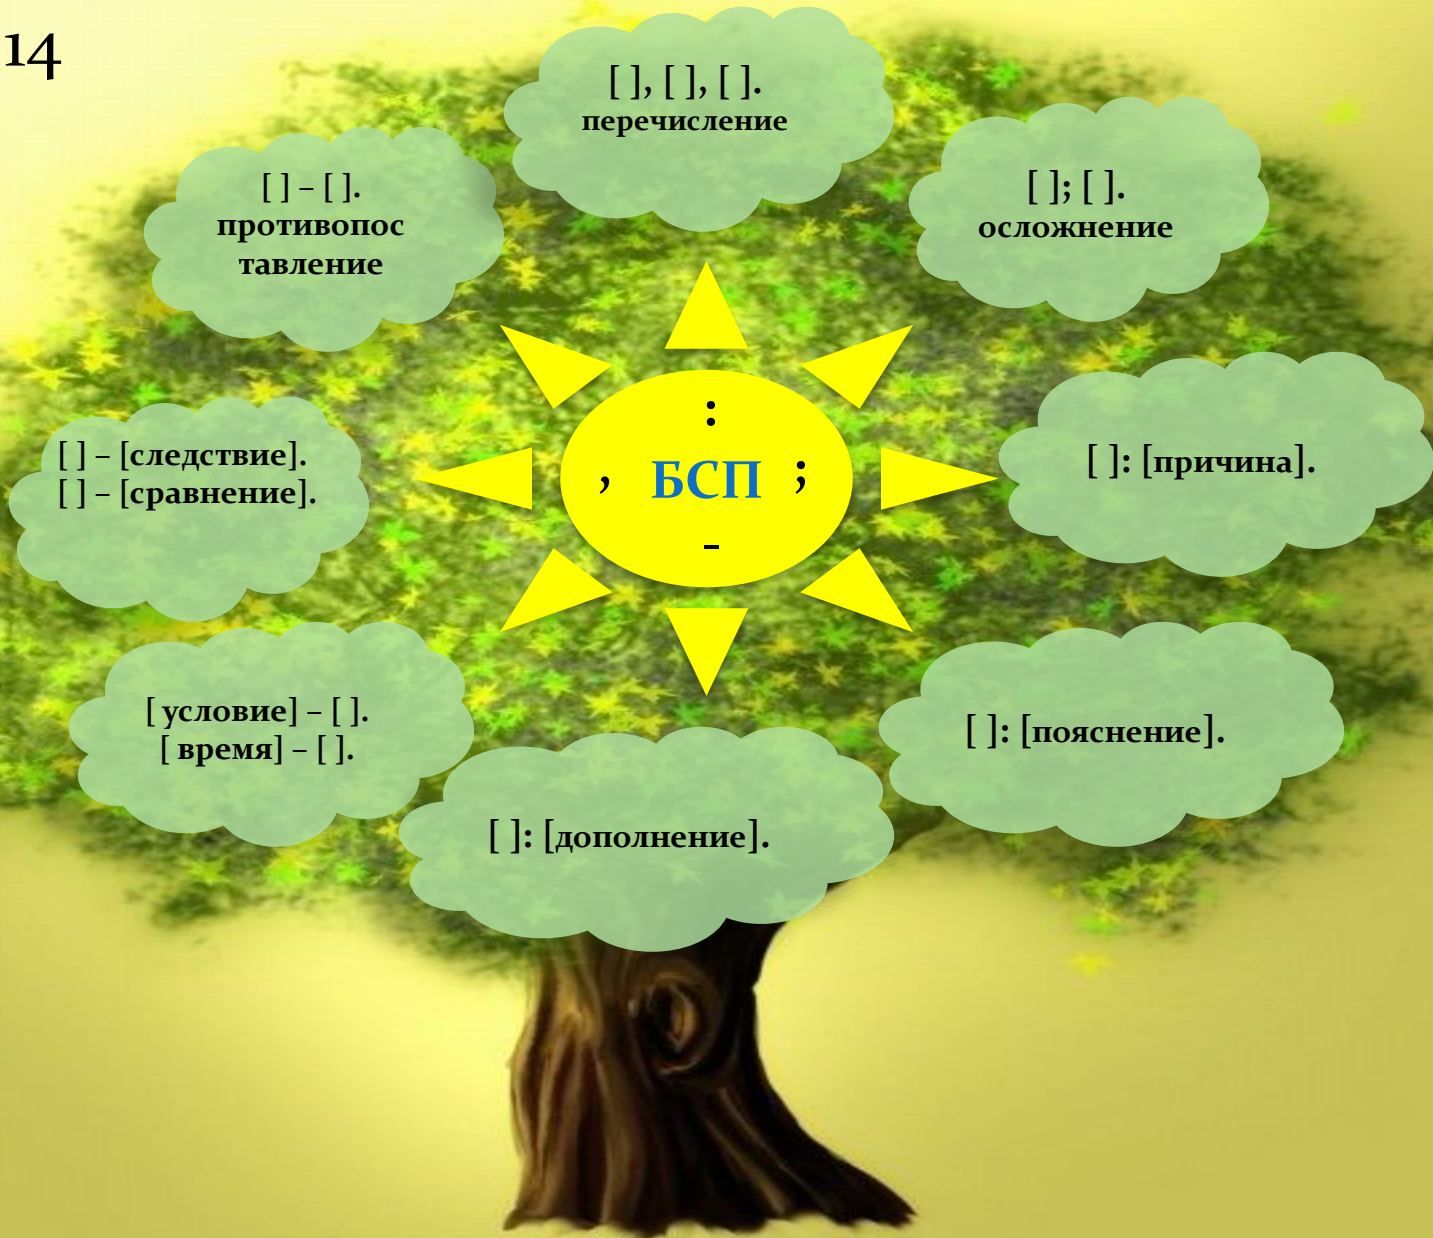 14
[ ], [ ], [ ].
перечисление
[ ]; [ ].
осложнение
[ ] – [ ].
противопос
тавление
[ ] – [следствие].
[ ] – [сравнение].
:
, БСП ;
-
[ ]: [причина].
[ условие] – [ ].
[ время] – [ ].
[ ]: [пояснение].
[ ]: [дополнение].